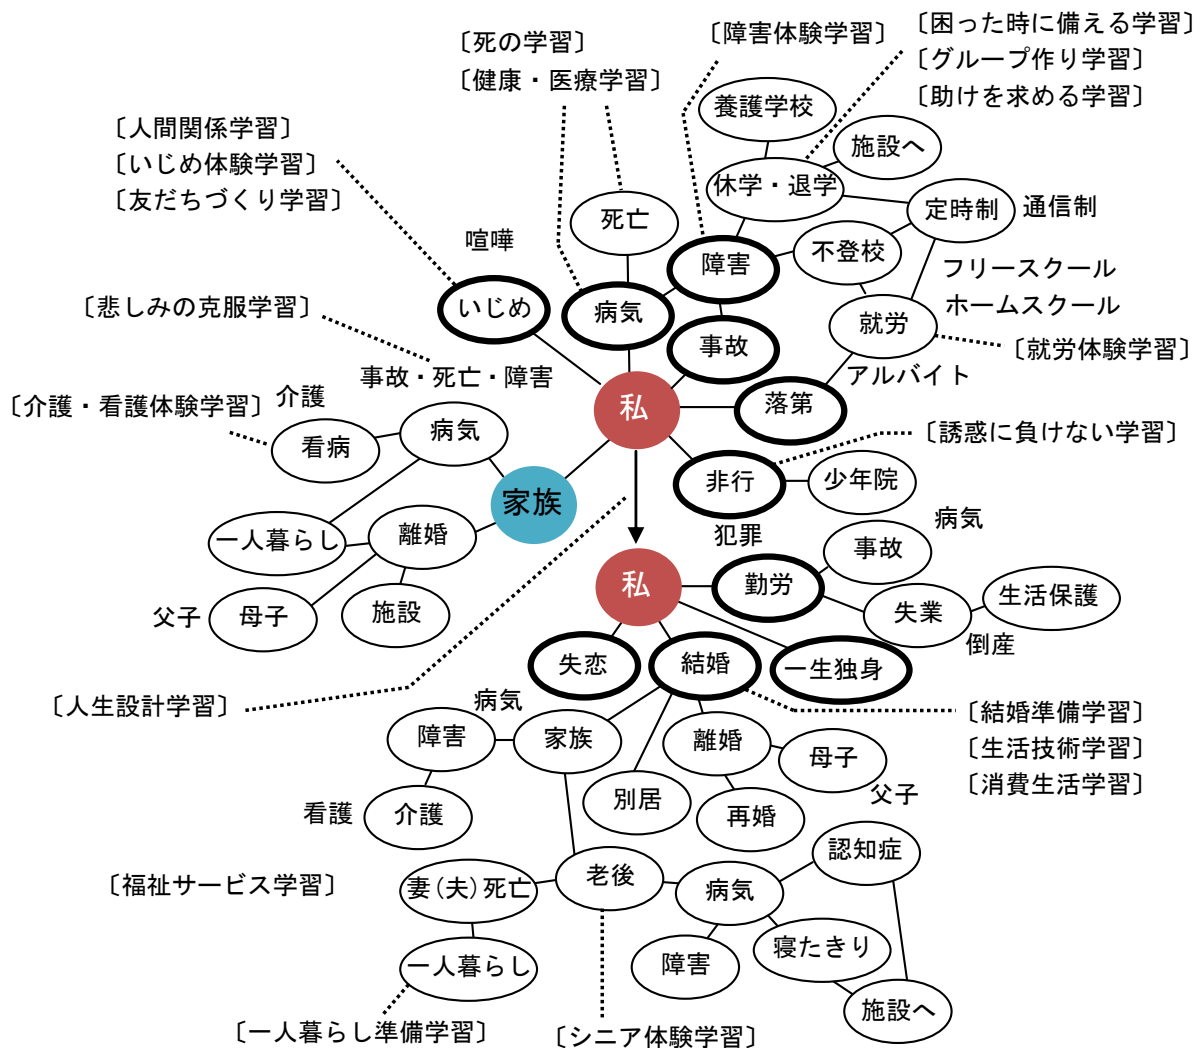 〔死の学習〕
〔健康・医療学習〕
〔障害体験学習〕
〔困った時に備える学習〕
〔グループ作り学習〕
〔助けを求める学習〕
〔人間関係学習〕
〔いじめ体験学習〕
〔友だちづくり学習〕
養護学校
施設へ
休学・退学
定時制
通信制
死亡
喧嘩
障害
不登校
フリースクール
ホームスクール
いじめ
病気
事故
就労
〔就労体験学習〕
〔悲しみの克服学習〕
事故・死亡・障害
アルバイト
私
落第
〔介護・看護体験学習〕
介護
看病
病気
〔誘惑に負けない学習〕
家族
非行
少年院
犯罪
病気
一人暮らし
離婚
事故
私
勤労
父子
母子
施設
失業
生活保護
倒産
失恋
結婚
一生独身
〔人生設計学習〕
病気
障害
家族
離婚
母子
父子
〔結婚準備学習〕
〔生活技術学習〕
〔消費生活学習〕
看護
介護
別居
再婚
〔福祉サービス学習〕
妻(夫)死亡
老後
病気
認知症
一人暮らし
障害
寝たきり
施設へ
〔一人暮らし準備学習〕
〔シニア体験学習〕